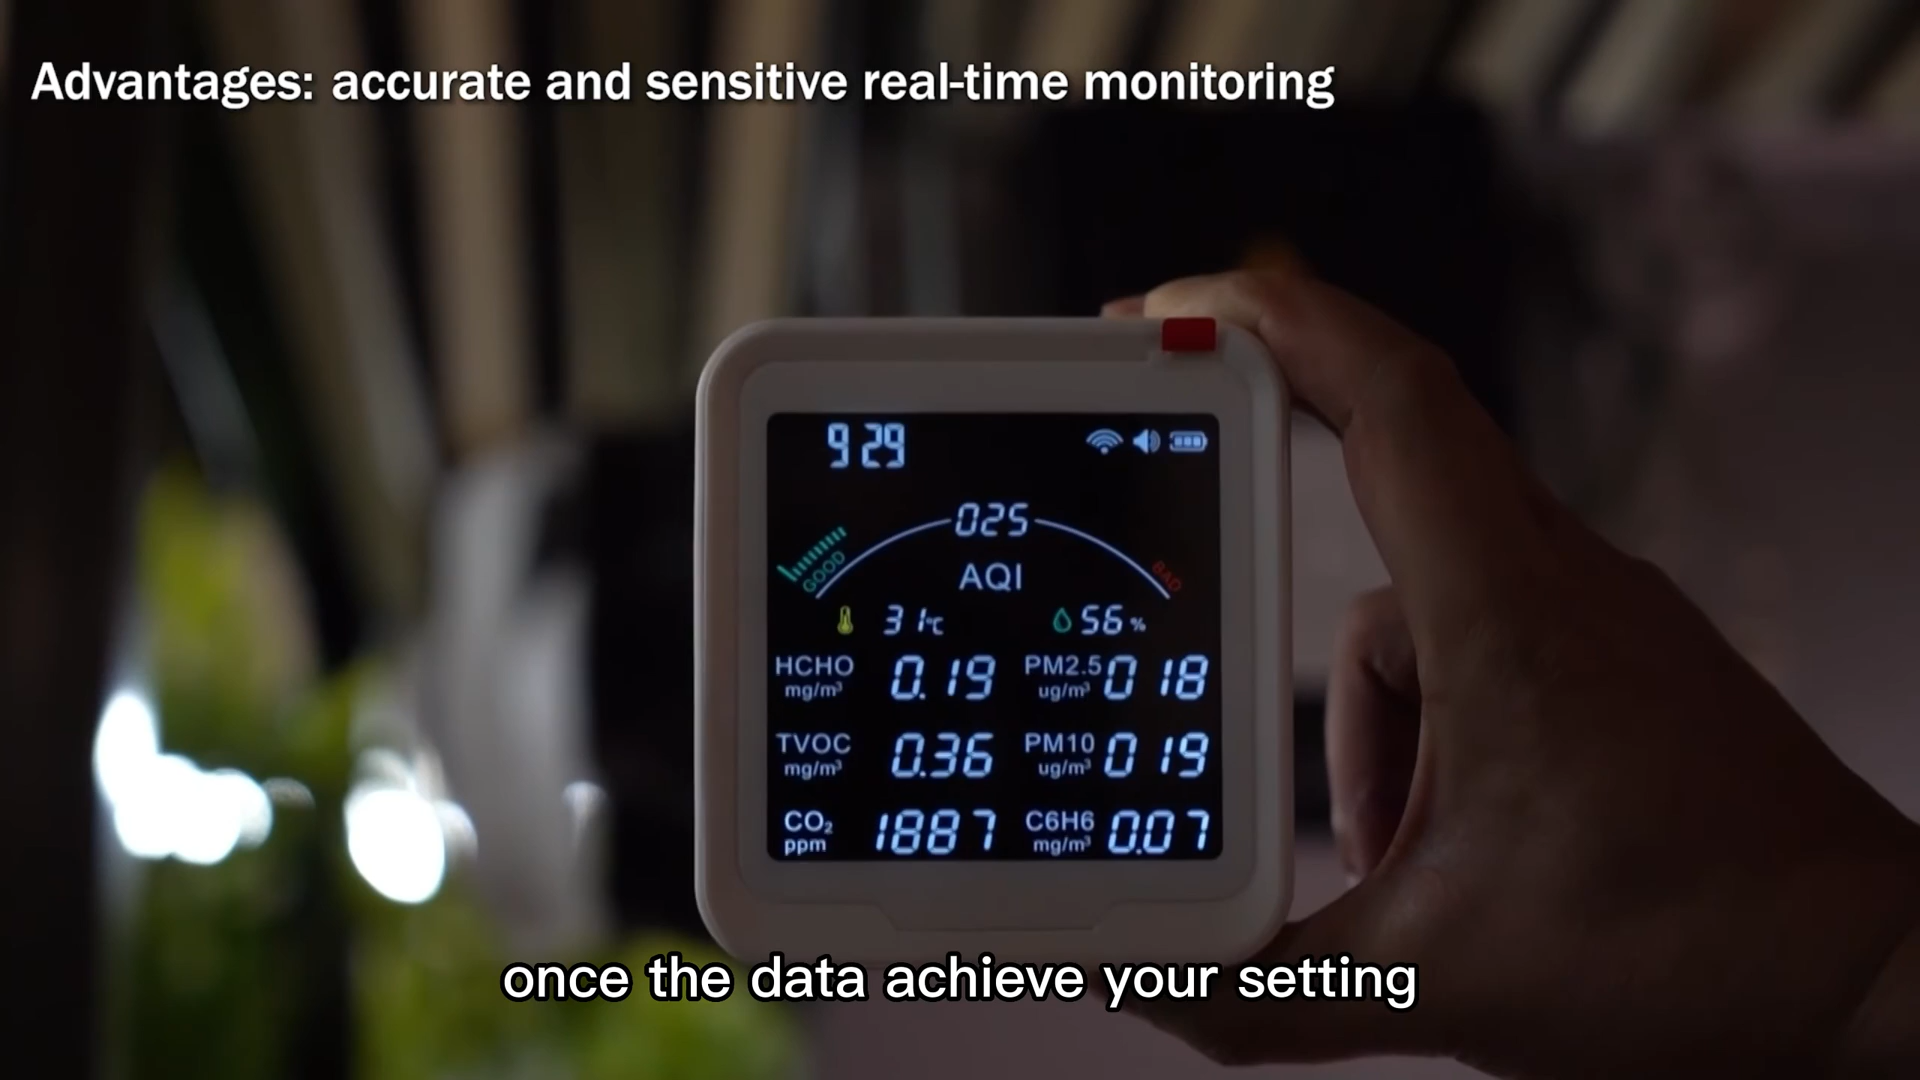 Advantages: accurate and sensitive real-time monitoring
9 29
025
GOOD
BAD
AQI
31°C
56 %
HCHO mg/m³ 0.19
PM2.5 ug/m³ 018
TVOC mg/m³ 0.36
PM10 ug/m³ 019
CO₂ ppm 1887
C6H6 mg/m³ 0.07
once the data achieve your setting